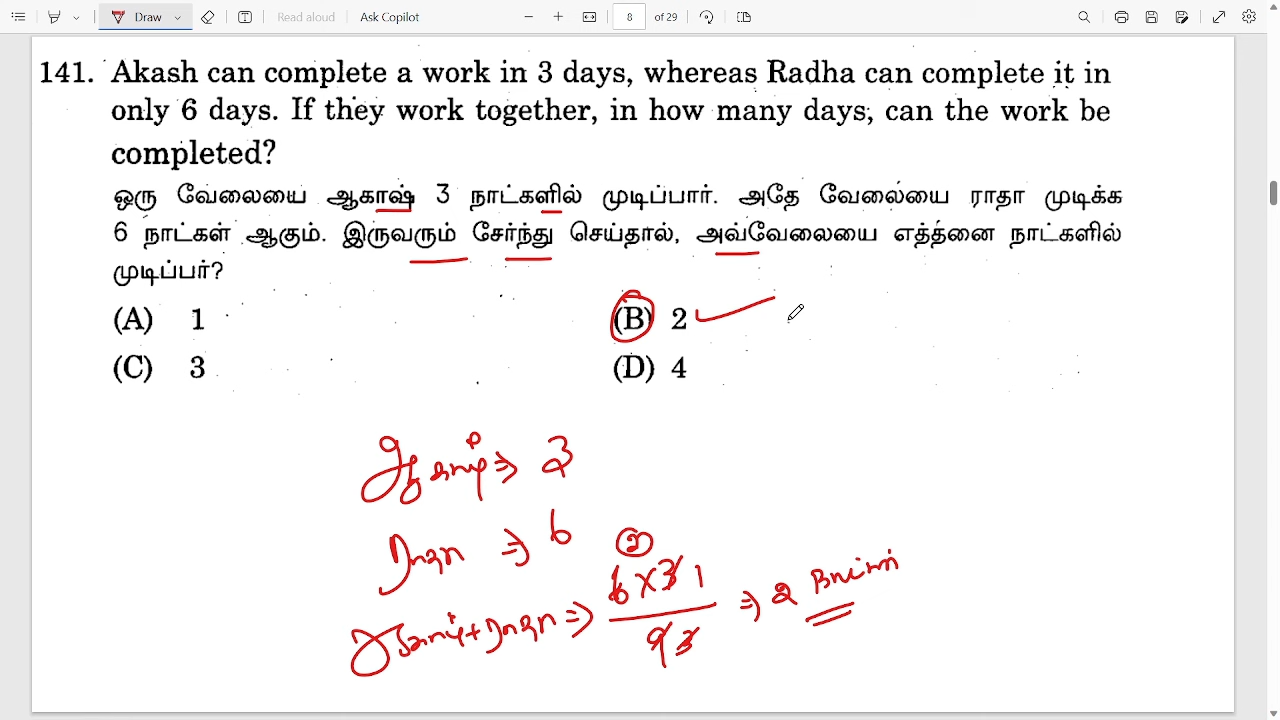 Draw
Read aloud
Ask Copilot
8
of 29
141. Akash can complete a work in 3 days, whereas Radha can complete it in
only 6 days. If they work together, in how many days, can the work be
completed?
ஒரு வேலையை ஆகாஷ் 3 நாட்களில் முடிப்பார். அதே வேலையை ராதா முடிக்க
6 நாட்கள் ஆகும். இருவரும் சேர்ந்து செய்தால், அவ்வேலையை எத்தனை நாட்களில்
முடிப்பர்?
(A) 1
(B) 2
(C) 3
(D) 4
ஆகாஷ் ⇒ 3
ராதா ⇒ 6
2
ஆகாஷ்+ராதா ⇒ 6×3 1 / 9 3 ⇒ 2 நாட்கள்